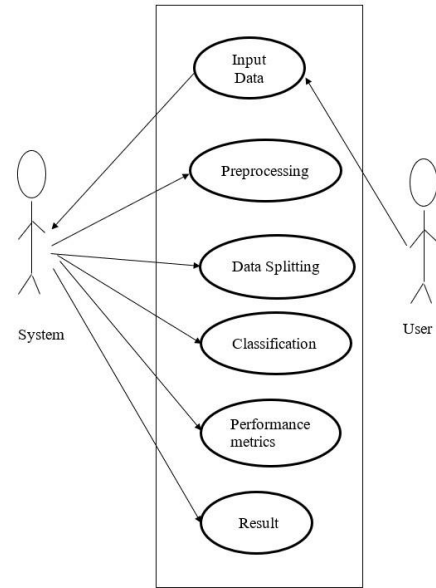 Input
Data
Preprocessing
Data Splitting
System
User
Classification
Performance
metrics
Result